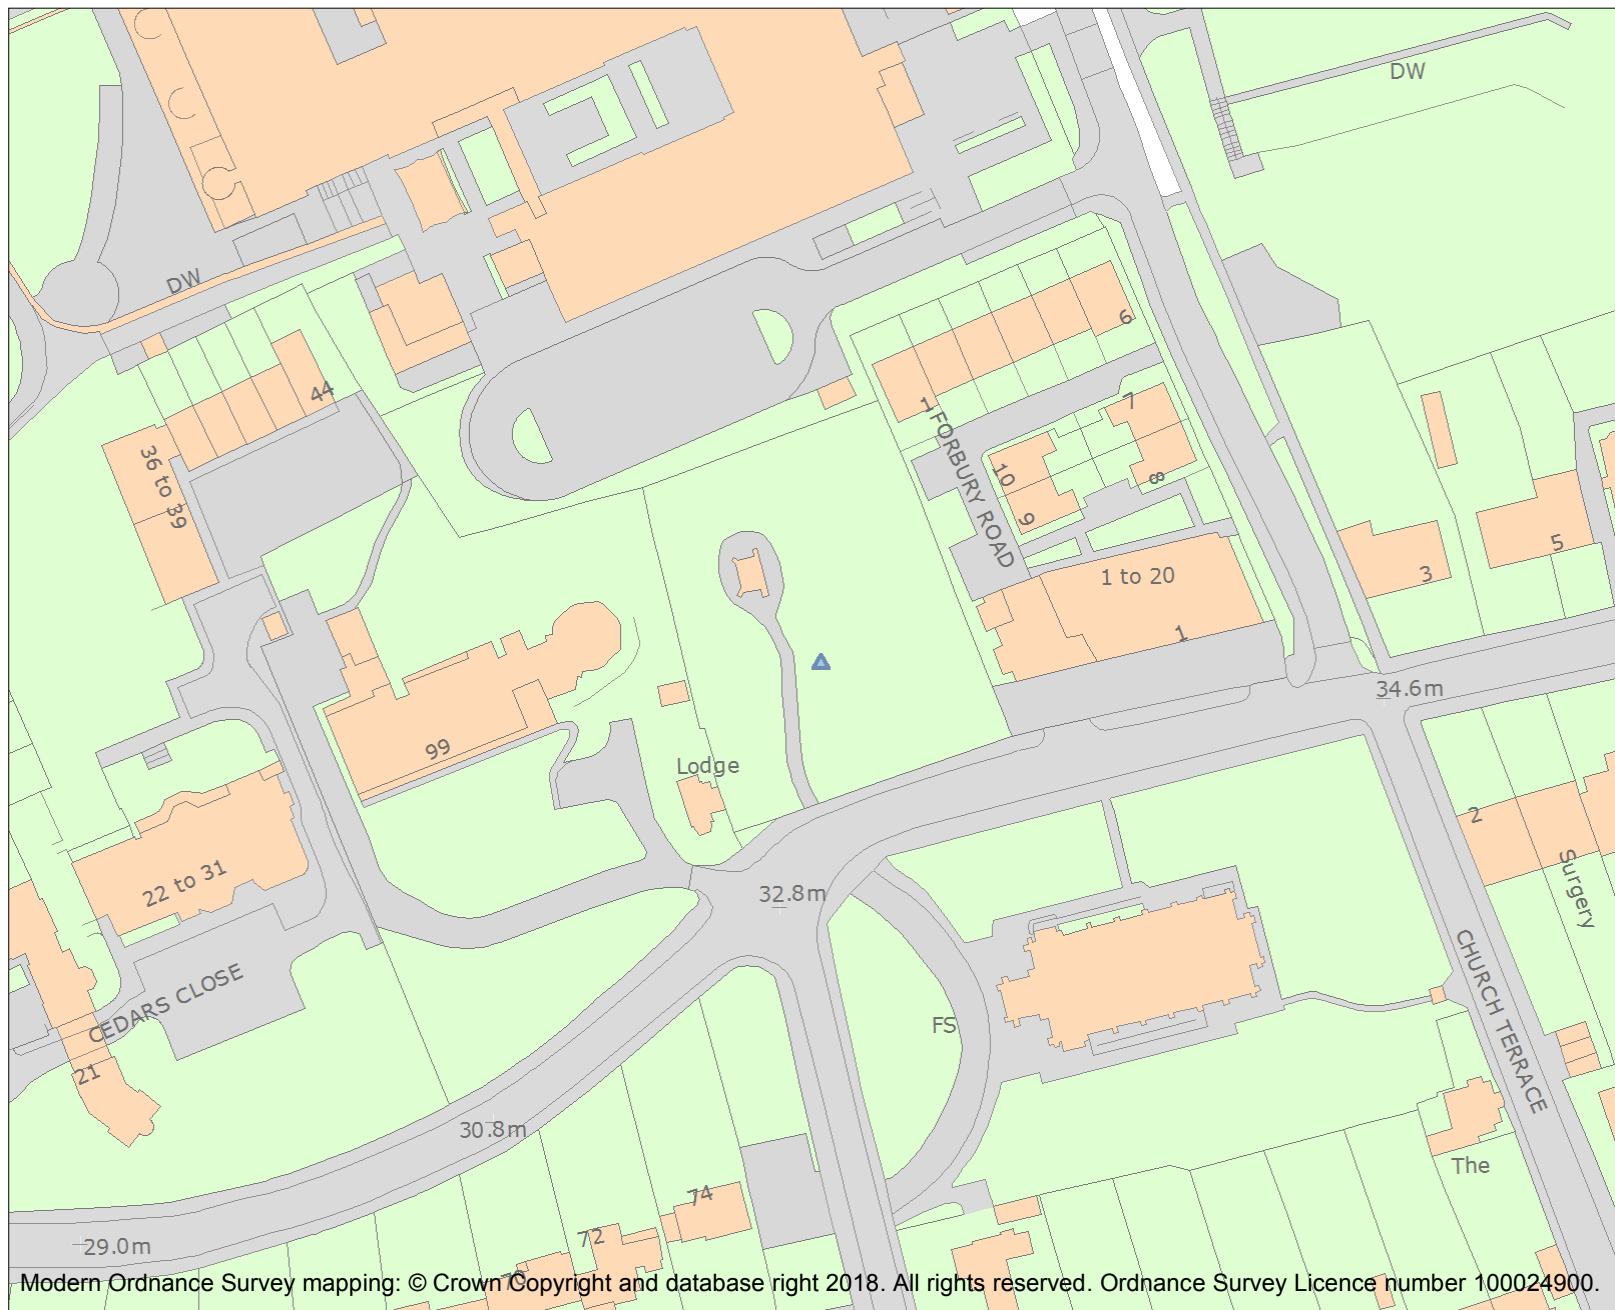 DW
DW
6
44
7
1
FORBURY ROAD
36 to 39
10
8
9
5
3
1 to 20
1
34.6m
99
Lodge
2
22 to 31
32.8m
Surgery
CEDARS CLOSE
FS
CHURCH TERRACE
21
30.8m
The
74
72
29.0m
70
Modern Ordnance Survey mapping: © Crown Copyright and database right 2018. All rights reserved. Ordnance Survey Licence number 100024900.